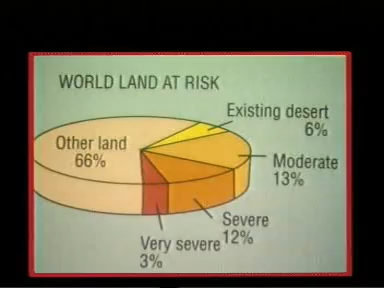 WORLD LAND AT RISK
Existing desert
6%
Other land
66%
Moderate
13%
Severe
12%
Very severe
3%